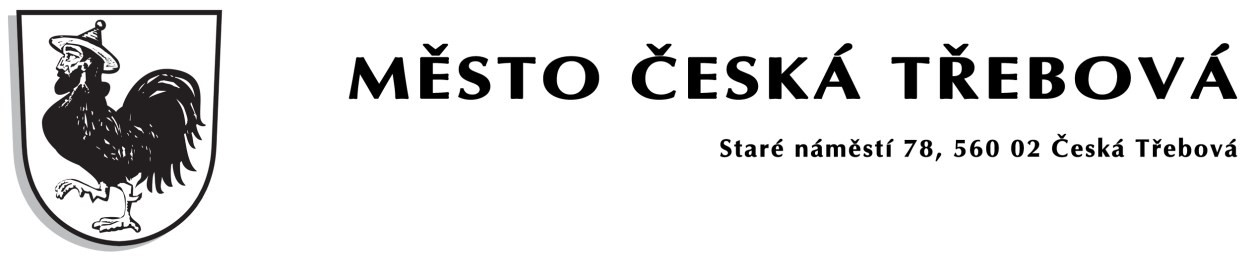 MĚSTO ČESKÁ TŘEBOVÁ
Staré náměstí 78, 560 02 Česká Třebová